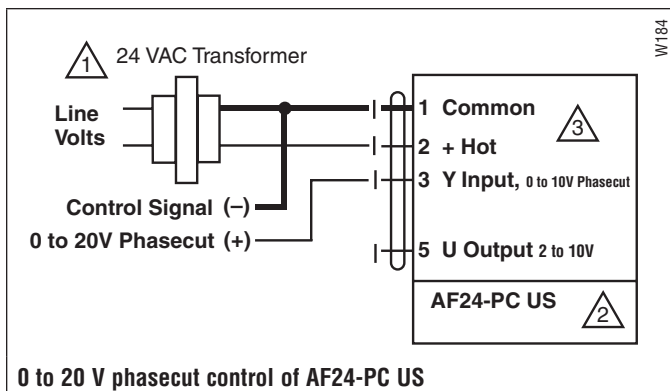 W184
1 24 VAC Transformer
Line
Volts
1 Common
3
2 + Hot
3 Y Input, 0 to 10V Phasecut
Control Signal (–)
0 to 20V Phasecut (+)
5 U Output 2 to 10V
AF24-PC US
2
0 to 20 V phasecut control of AF24-PC US